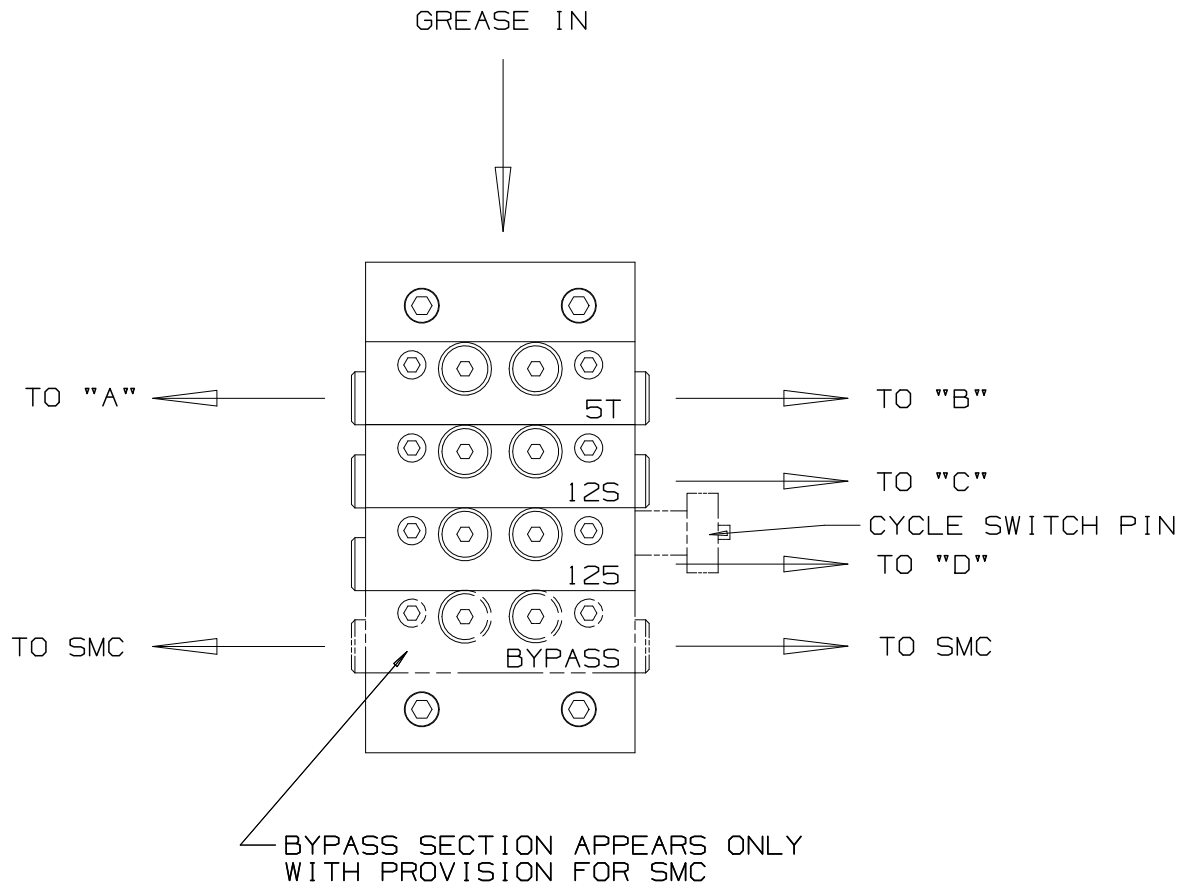 GREASE IN
TO "A"
TO "B"
5T
TO "C"
12S
CYCLE SWITCH PIN
TO "D"
125
TO SMC
TO SMC
BYPASS
BYPASS SECTION APPEARS ONLY
WITH PROVISION FOR SMC